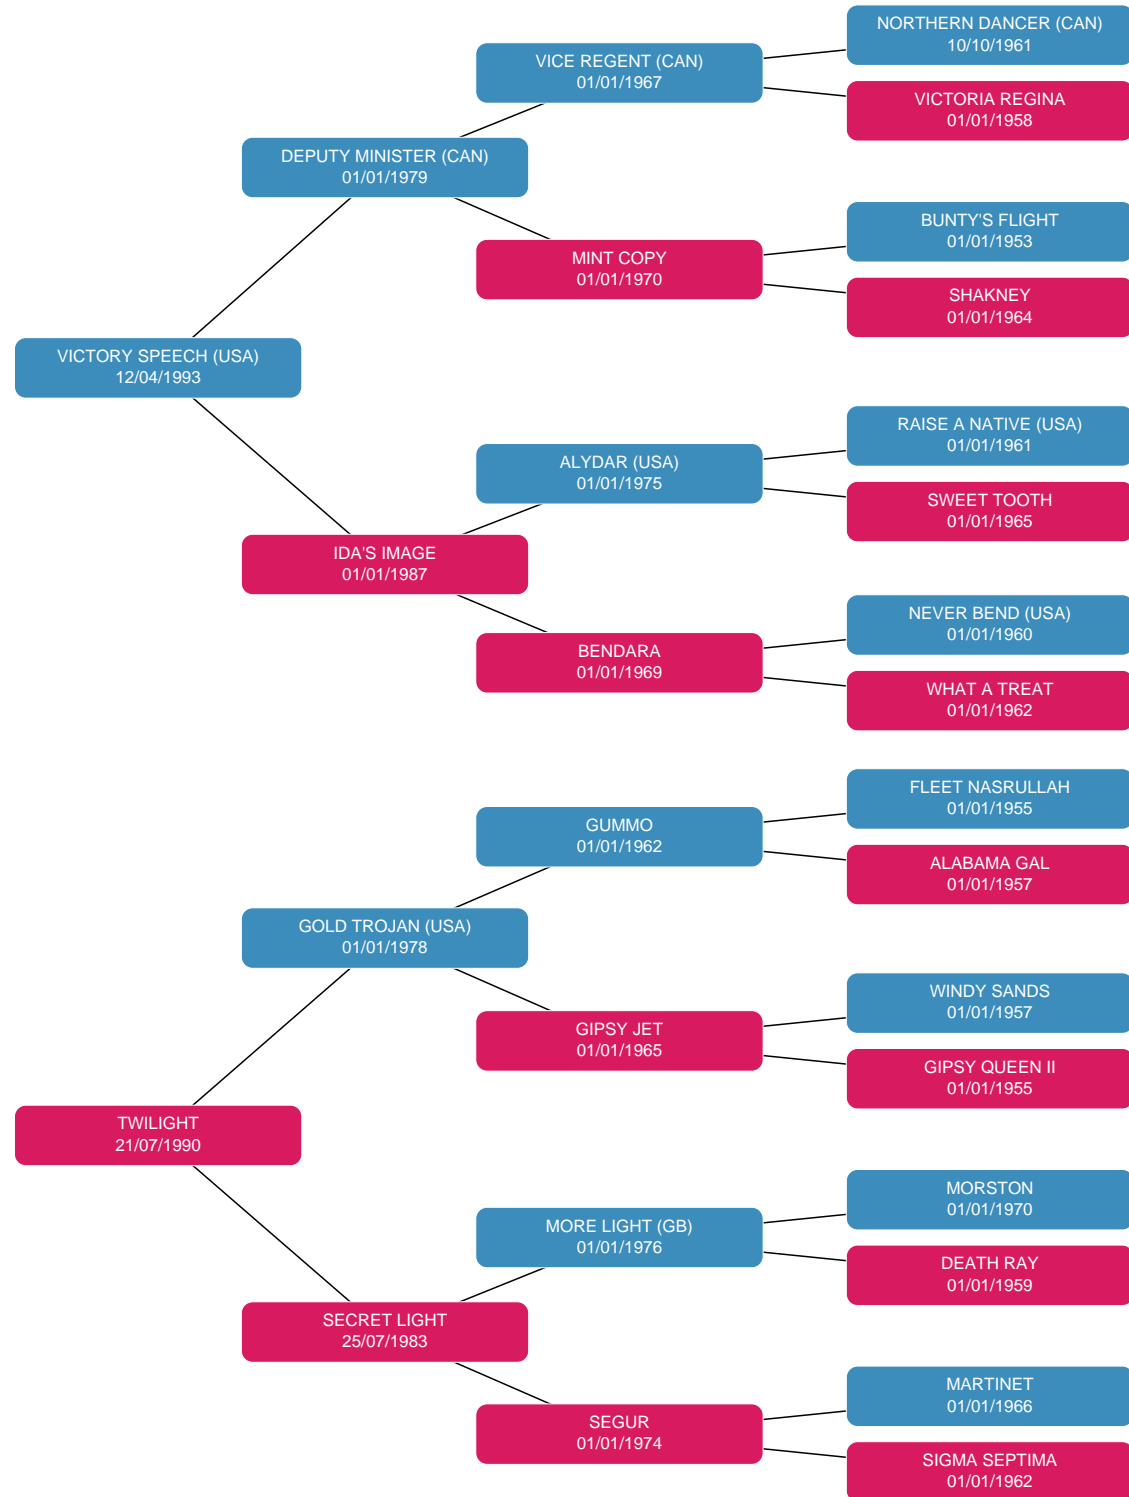 NORTHERN DANCER (CAN)
10/10/1961
VICE REGENT (CAN)
01/01/1967
VICTORIA REGINA
01/01/1958
DEPUTY MINISTER (CAN)
01/01/1979
BUNTY'S FLIGHT
01/01/1953
MINT COPY
01/01/1970
SHAKNEY
01/01/1964
VICTORY SPEECH (USA)
12/04/1993
RAISE A NATIVE (USA)
01/01/1961
ALYDAR (USA)
01/01/1975
SWEET TOOTH
01/01/1965
IDA'S IMAGE
01/01/1987
NEVER BEND (USA)
01/01/1960
BENDARA
01/01/1969
WHAT A TREAT
01/01/1962
FLEET NASRULLAH
01/01/1955
GUMMO
01/01/1962
ALABAMA GAL
01/01/1957
GOLD TROJAN (USA)
01/01/1978
WINDY SANDS
01/01/1957
GIPSY JET
01/01/1965
GIPSY QUEEN II
01/01/1955
TWILIGHT
21/07/1990
MORSTON
01/01/1970
MORE LIGHT (GB)
01/01/1976
DEATH RAY
01/01/1959
SECRET LIGHT
25/07/1983
MARTINET
01/01/1966
SEGUR
01/01/1974
SIGMA SEPTIMA
01/01/1962